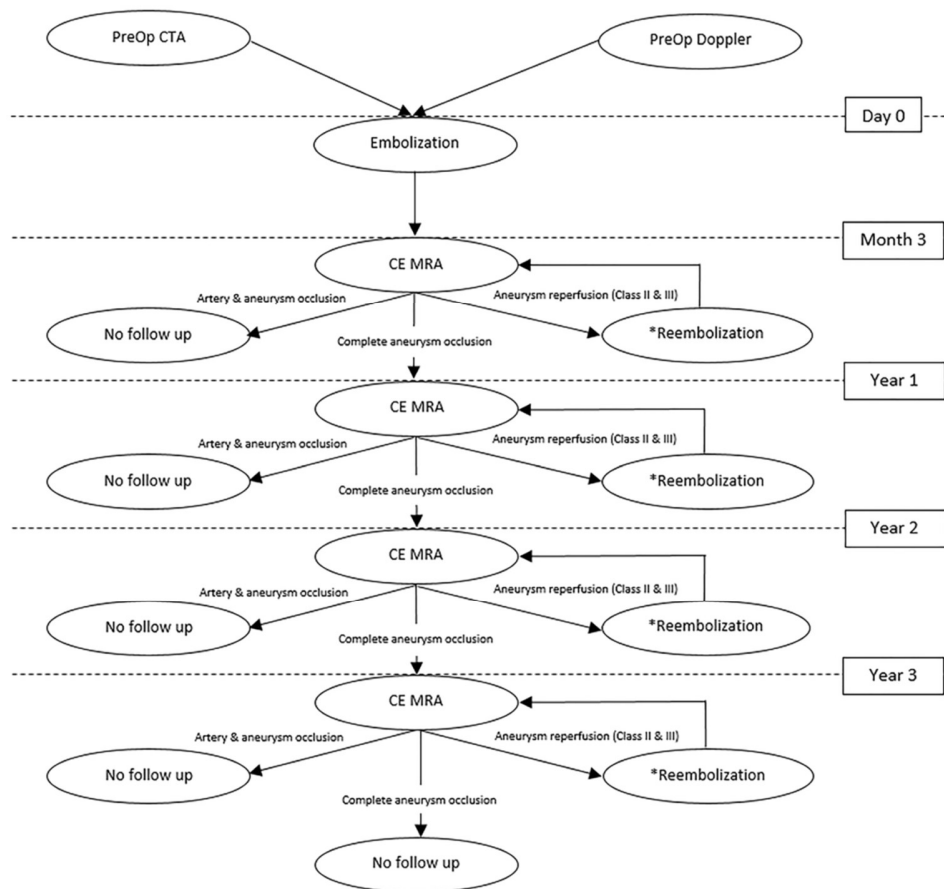 PreOp CTA
PreOp Doppler
Day 0
Embolization
Month 3
CE MRA
Artery & aneurysm occlusion
Aneurysm reperfusion (Class II & III)
No follow up
*Reembolization
Complete aneurysm occlusion
Year 1
CE MRA
Artery & aneurysm occlusion
Aneurysm reperfusion (Class II & III)
No follow up
*Reembolization
Complete aneurysm occlusion
Year 2
CE MRA
Artery & aneurysm occlusion
Aneurysm reperfusion (Class II & III)
No follow up
*Reembolization
Complete aneurysm occlusion
Year 3
CE MRA
Artery & aneurysm occlusion
Aneurysm reperfusion (Class II & III)
No follow up
*Reembolization
Complete aneurysm occlusion
No follow up